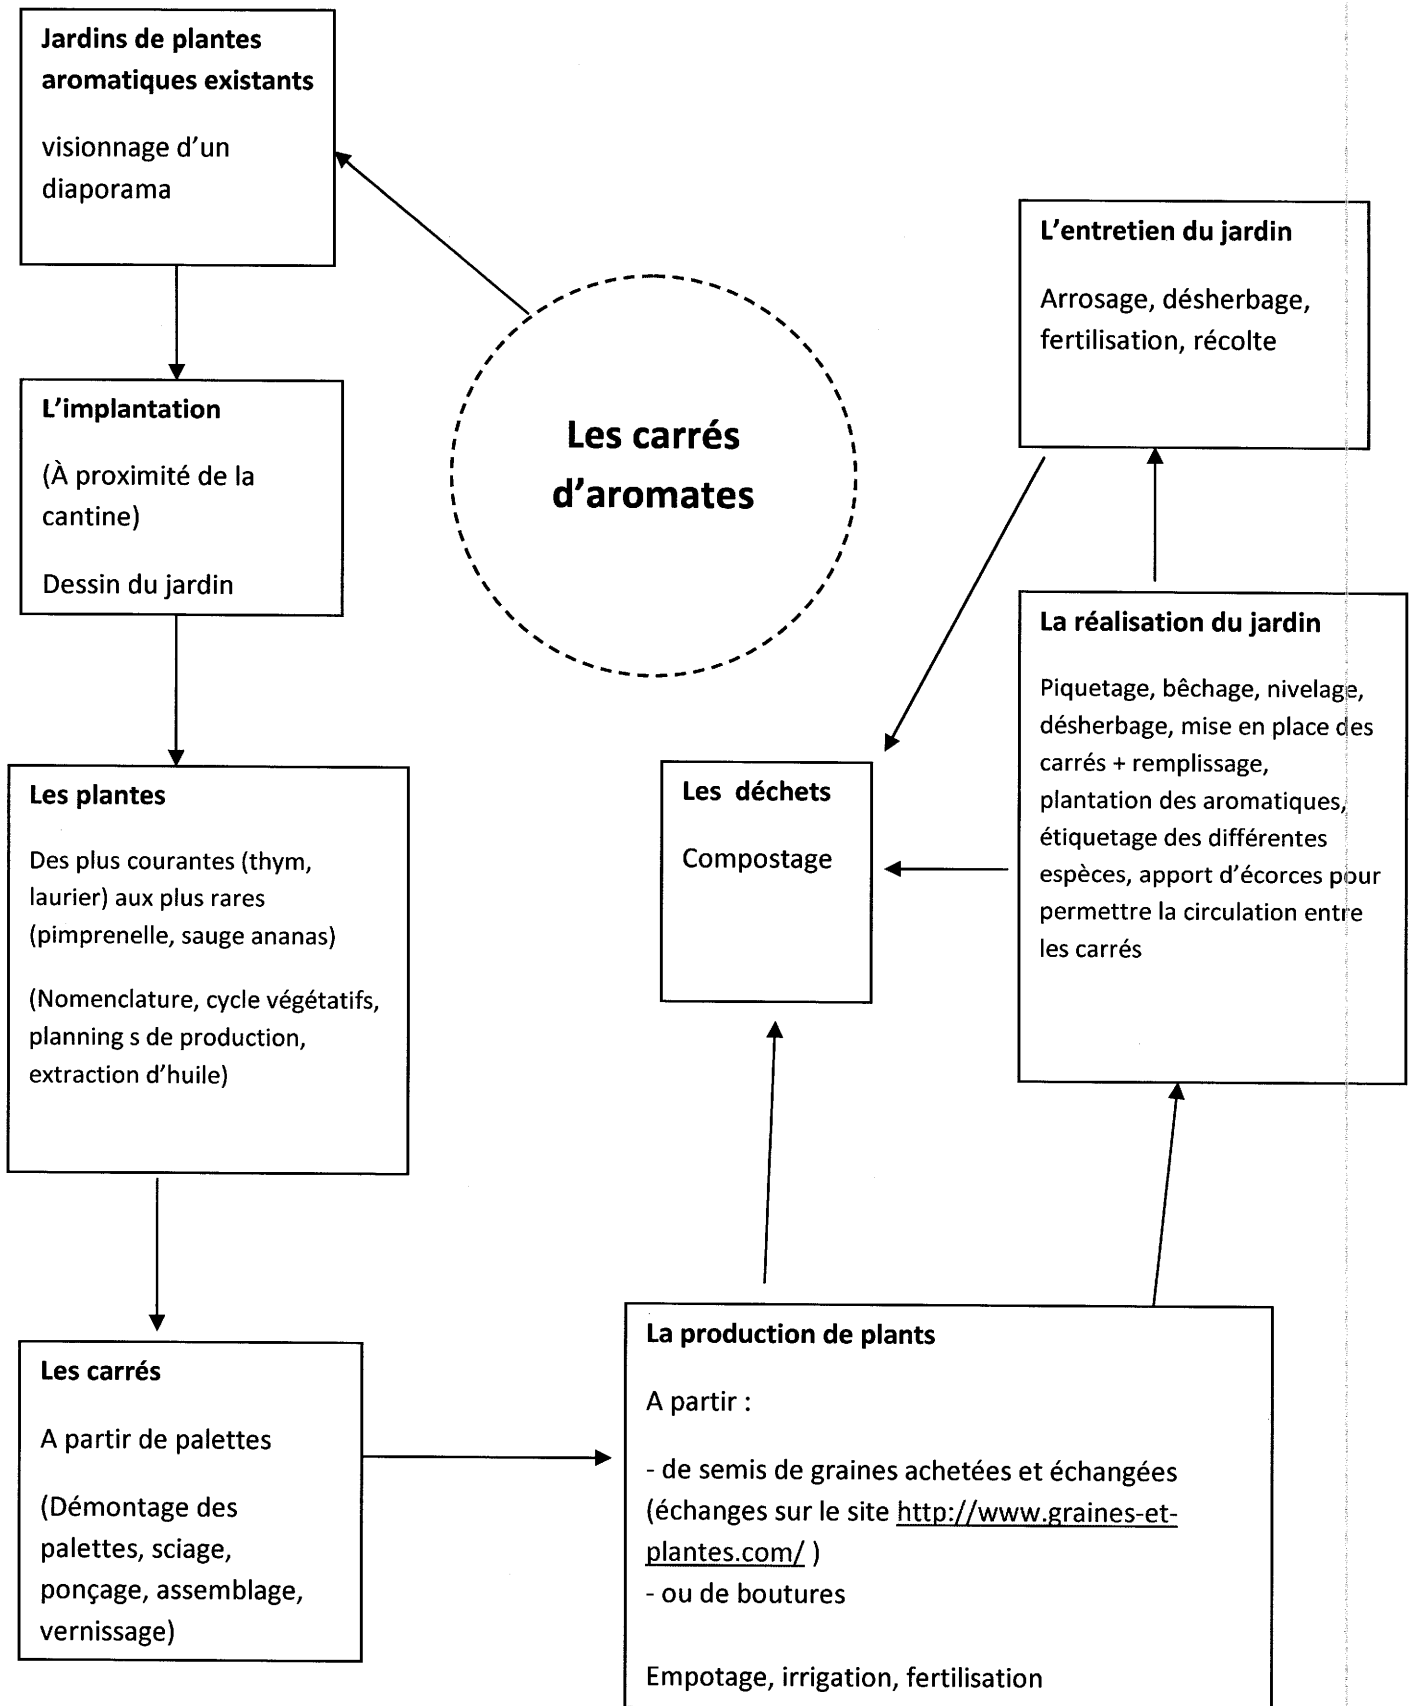 Jardins de plantes
aromatiques existants
visionnage d'un
diaporama
L'implantation
(À proximité de la
cantine)
Dessin du jardin
Les plantes
Des plus courantes (thym,
laurier) aux plus rares
(pimprenelle, sauge ananas)
(Nomenclature, cycle végétatifs,
planning s de production,
extraction d'huile)
Les carrés
A partir de palettes
(Démontage des
palettes, sciage,
ponçage, assemblage,
vernissage)
Les carrés
d'aromates
La production de plants
A partir :
- de semis de graines achetées et échangées
(échanges sur le site http://www.graines-et-
plantes.com/ )
- ou de boutures
Empotage, irrigation, fertilisation
Les déchets
Compostage
La réalisation du jardin
Piquetage, bêchage, nivelage,
désherbage, mise en place des
carrés + remplissage,
plantation des aromatiques,
étiquetage des différentes
espèces, apport d'écorces pour
permettre la circulation entre
les carrés
L'entretien du jardin
Arrosage, désherbage,
fertilisation, récolte